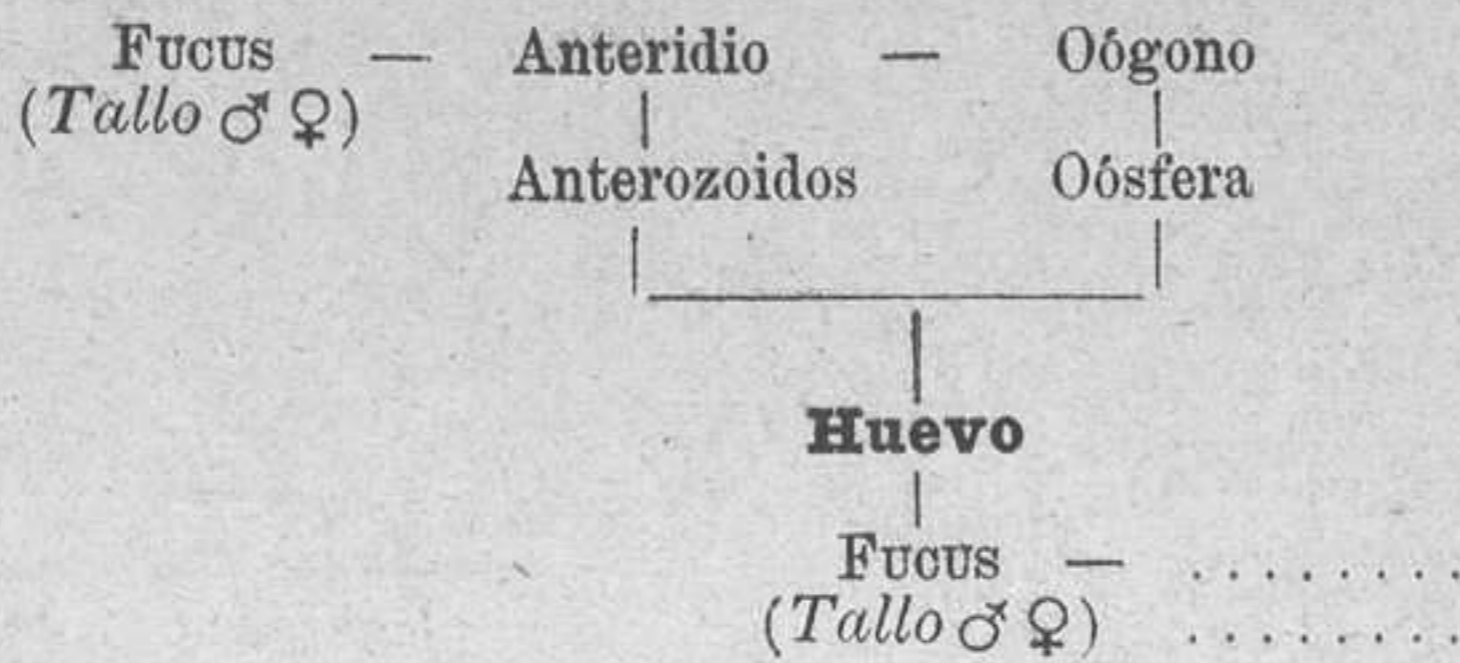 Fucus — Anteridio — Oógono
(Tallo ♂ ♀)
Anterozoidos Oósfera
Huevo
Fucus — . . . . . . . .
(Tallo ♂ ♀) . . . . . . . .